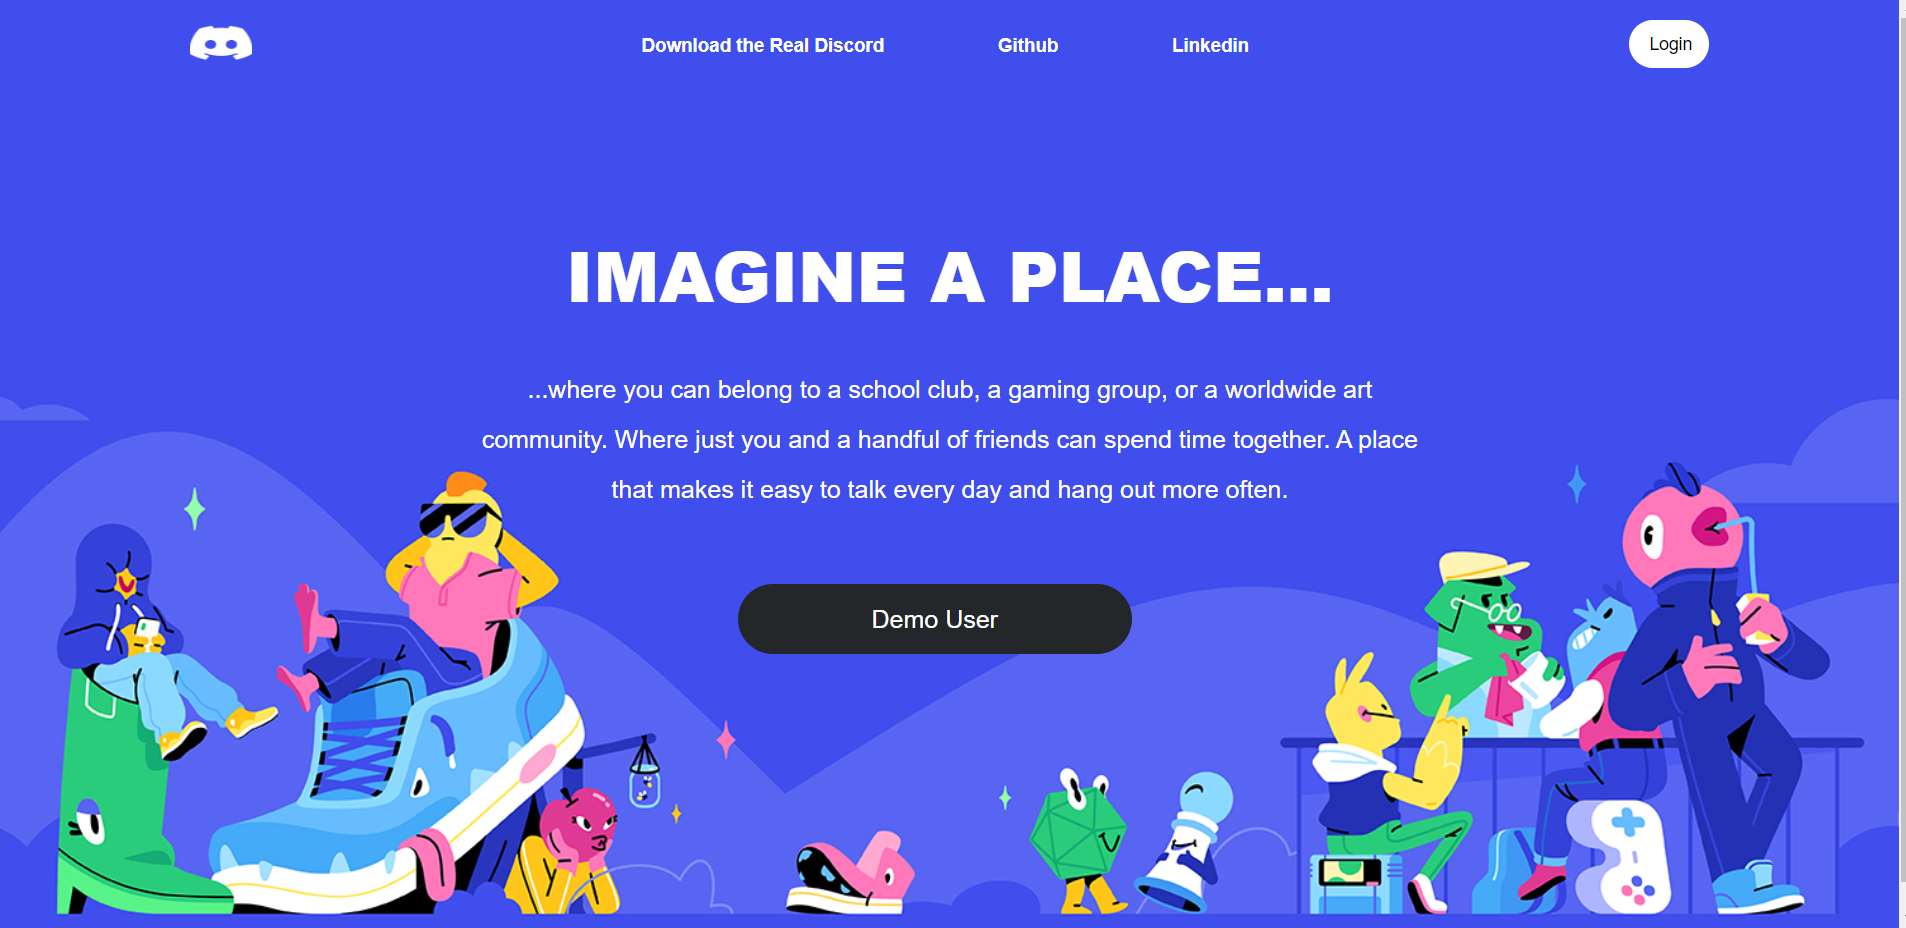 Download the Real Discord
Github
Linkedin
Login
IMAGINE A PLACE...
...where you can belong to a school club, a gaming group, or a worldwide art
community. Where just you and a handful of friends can spend time together. A place
that makes it easy to talk every day and hang out more often.
Demo User